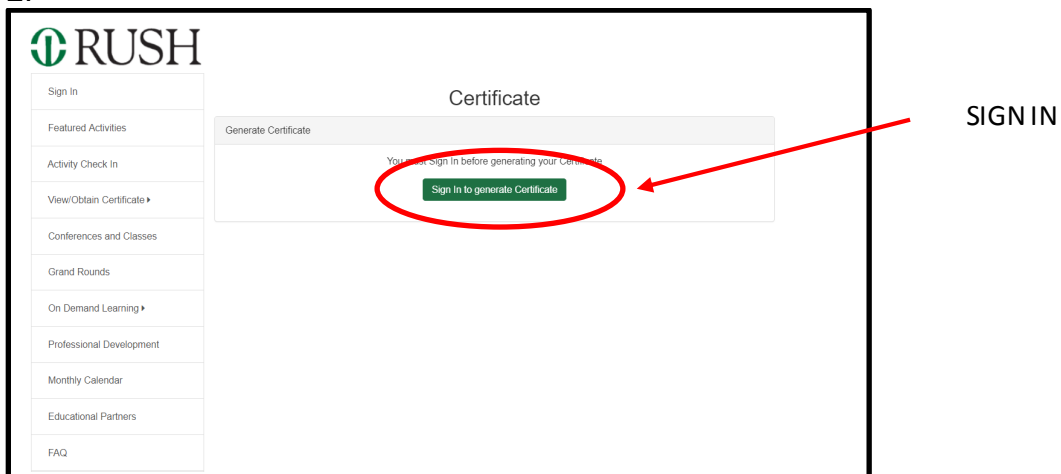 RUSH
Sign In
Featured Activities
Activity Check In
View/Obtain Certificate
Conferences and Classes
Grand Rounds
On Demand Learning
Professional Development
Monthly Calendar
Educational Partners
FAQ
Certificate
Generate Certificate
You must Sign In before generating your Certificate
Sign In to generate Certificate
SIGN IN